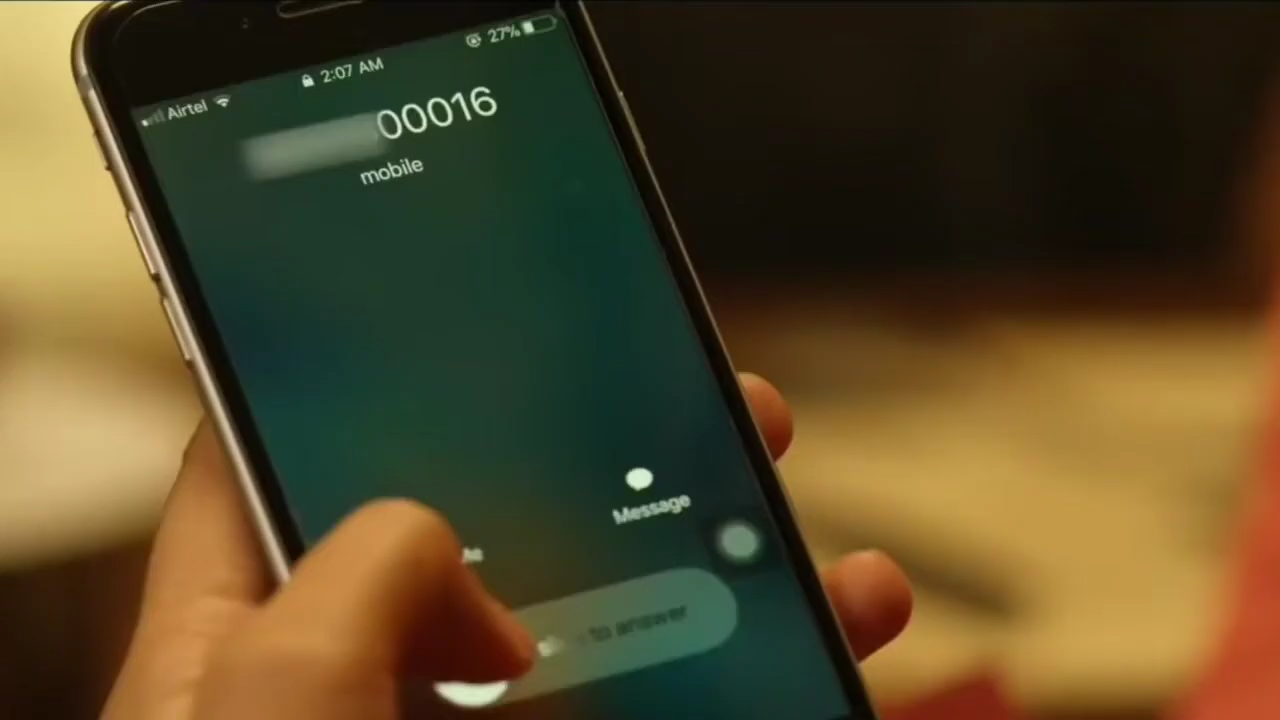 27%
2:07 AM
Airtel
00016
mobile
Message
to answer